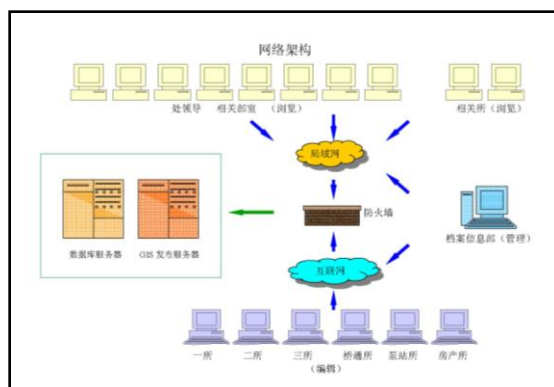 网络架构
处领导 相关部室 （浏览） 相关所（浏览）
局域网
防火墙
数据库服务器 GIS 发布服务器 档案信息部（管理）
互联网
一所 二所 三所 桥通所 泵站所 房产所
（编辑）